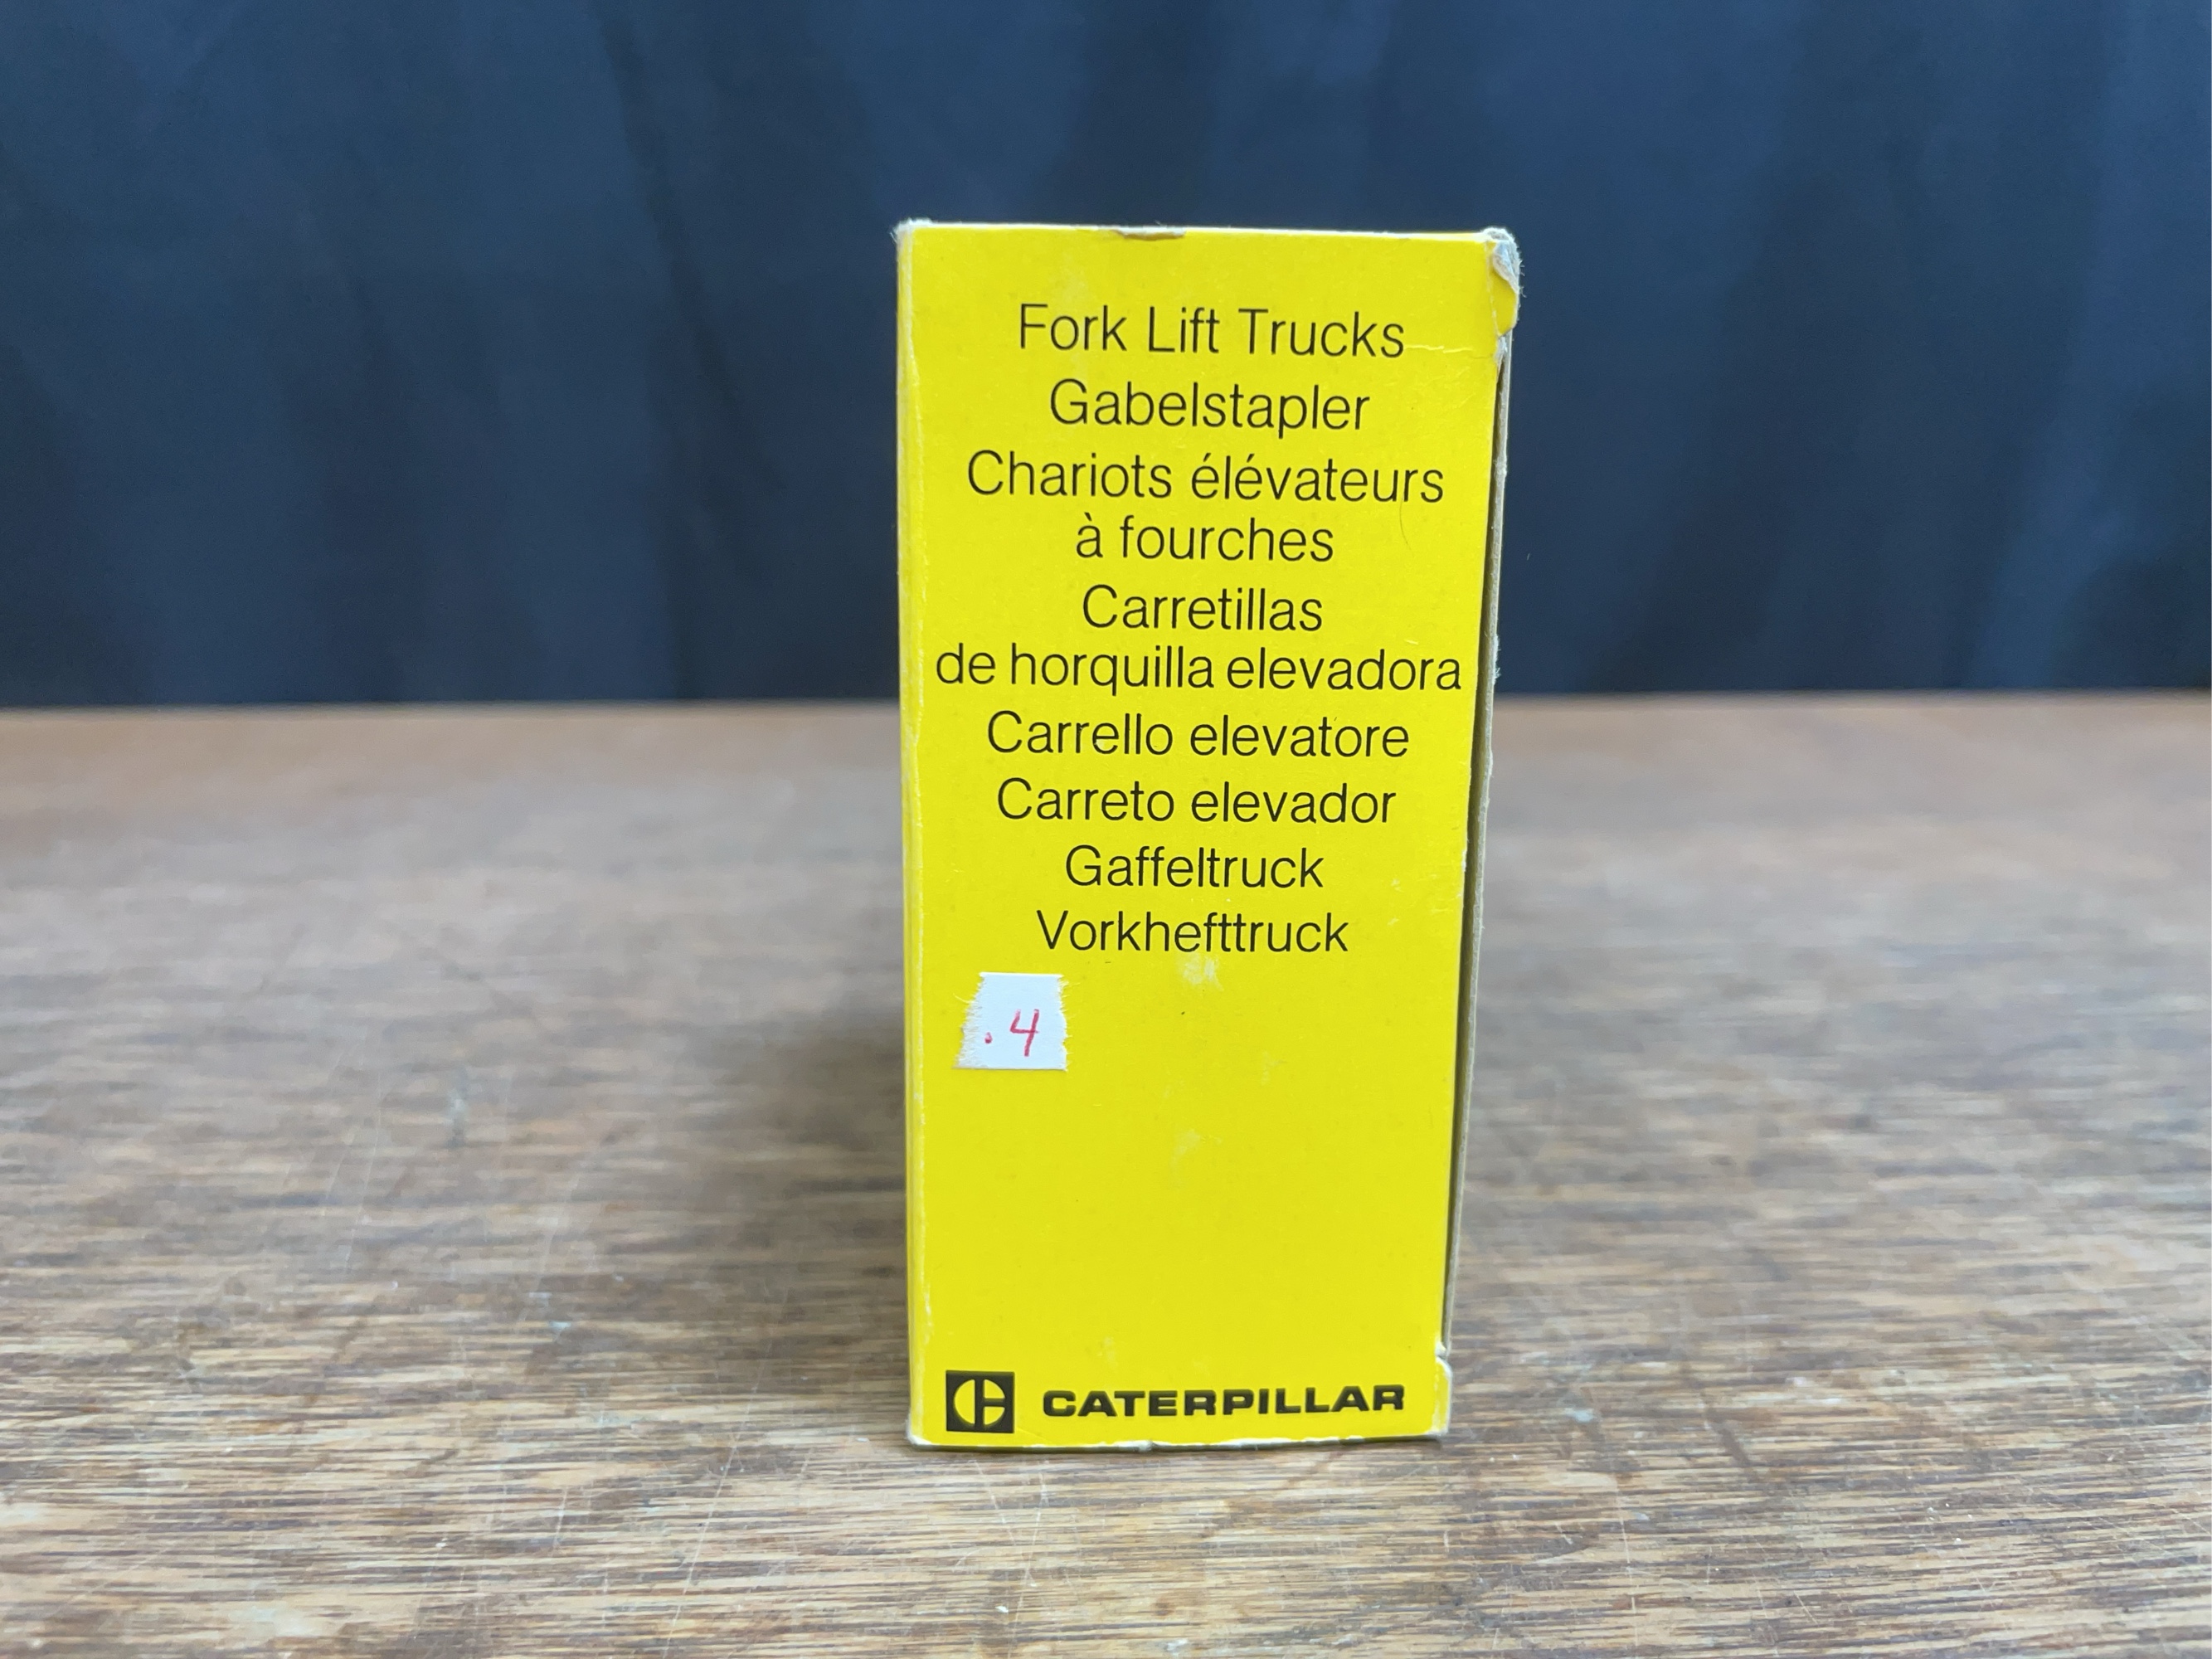 Fork Lift Trucks
Gabelstapler
Chariots élévateurs
à fourches
Carretillas
de horquilla elevadora
Carrello elevatore
Carreto elevador
Gaffeltruck
Vorkhefttruck
.4
CATERPILLAR